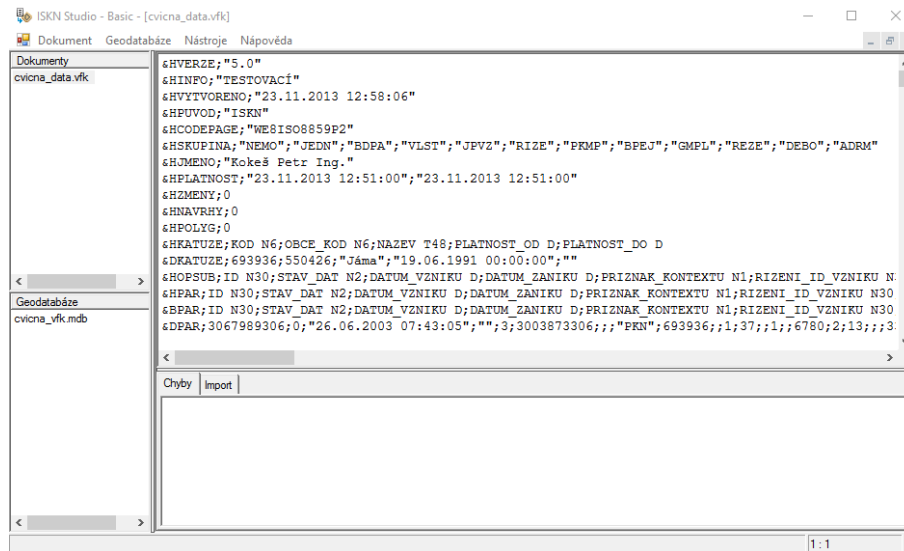 ISKN Studio - Basic - [cvicna_data.vfk]
Dokument Geodatabáze Nástroje Nápověda
Dokumenty
cvicna_data.vfk
&HVERZE;"5.0"
&HINFO;"TESTOVACÍ"
&HVYTVORENO;"23.11.2013 12:58:06"
&HPUVOD;"ISKN"
&HCODEPAGE;"WE8ISO8859P2"
&HSKUPINA;"NEMO";"JEDN";"BDPA";"VLST";"JPVZ";"RIZE";"PKMP";"BPEJ";"GMPL";"REZE";"DEBO";"ADRM"
&HJMENO;"Kokeš Petr Ing."
&HPLATNOST;"23.11.2013 12:51:00";"23.11.2013 12:51:00"
&HZMENY;0
&HNAVRHY;0
&HPOLYG;0
&HKATUZE;KOD N6;OBCE_KOD N6;NAZEV T48;PLATNOST_OD D;PLATNOST_DO D
&DKATUZE;693936;550426;"Jáma";"19.06.1991 00:00:00";""
&HOPSUB;ID N30;STAV_DAT N2;DATUM_VZNIKU D;DATUM_ZANIKU D;PRIZNAK_KONTEXTU N1;RIZENI_ID_VZNIKU N
&HPAR;ID N30;STAV_DAT N2;DATUM_VZNIKU D;DATUM_ZANIKU D;PRIZNAK_KONTEXTU N1;RIZENI_ID_VZNIKU N30
&BPAR;ID N30;STAV_DAT N2;DATUM_VZNIKU D;DATUM_ZANIKU D;PRIZNAK_KONTEXTU N1;RIZENI_ID_VZNIKU N30
&DPAR;3067989306;0;"26.06.2003 07:43:05";"";3;3003873306;;;"PKN";693936;;1;37;;1;;6780;2;13;;;3
Geodatabáze
cvicna_vfk.mdb
Chyby Import
1 : 1